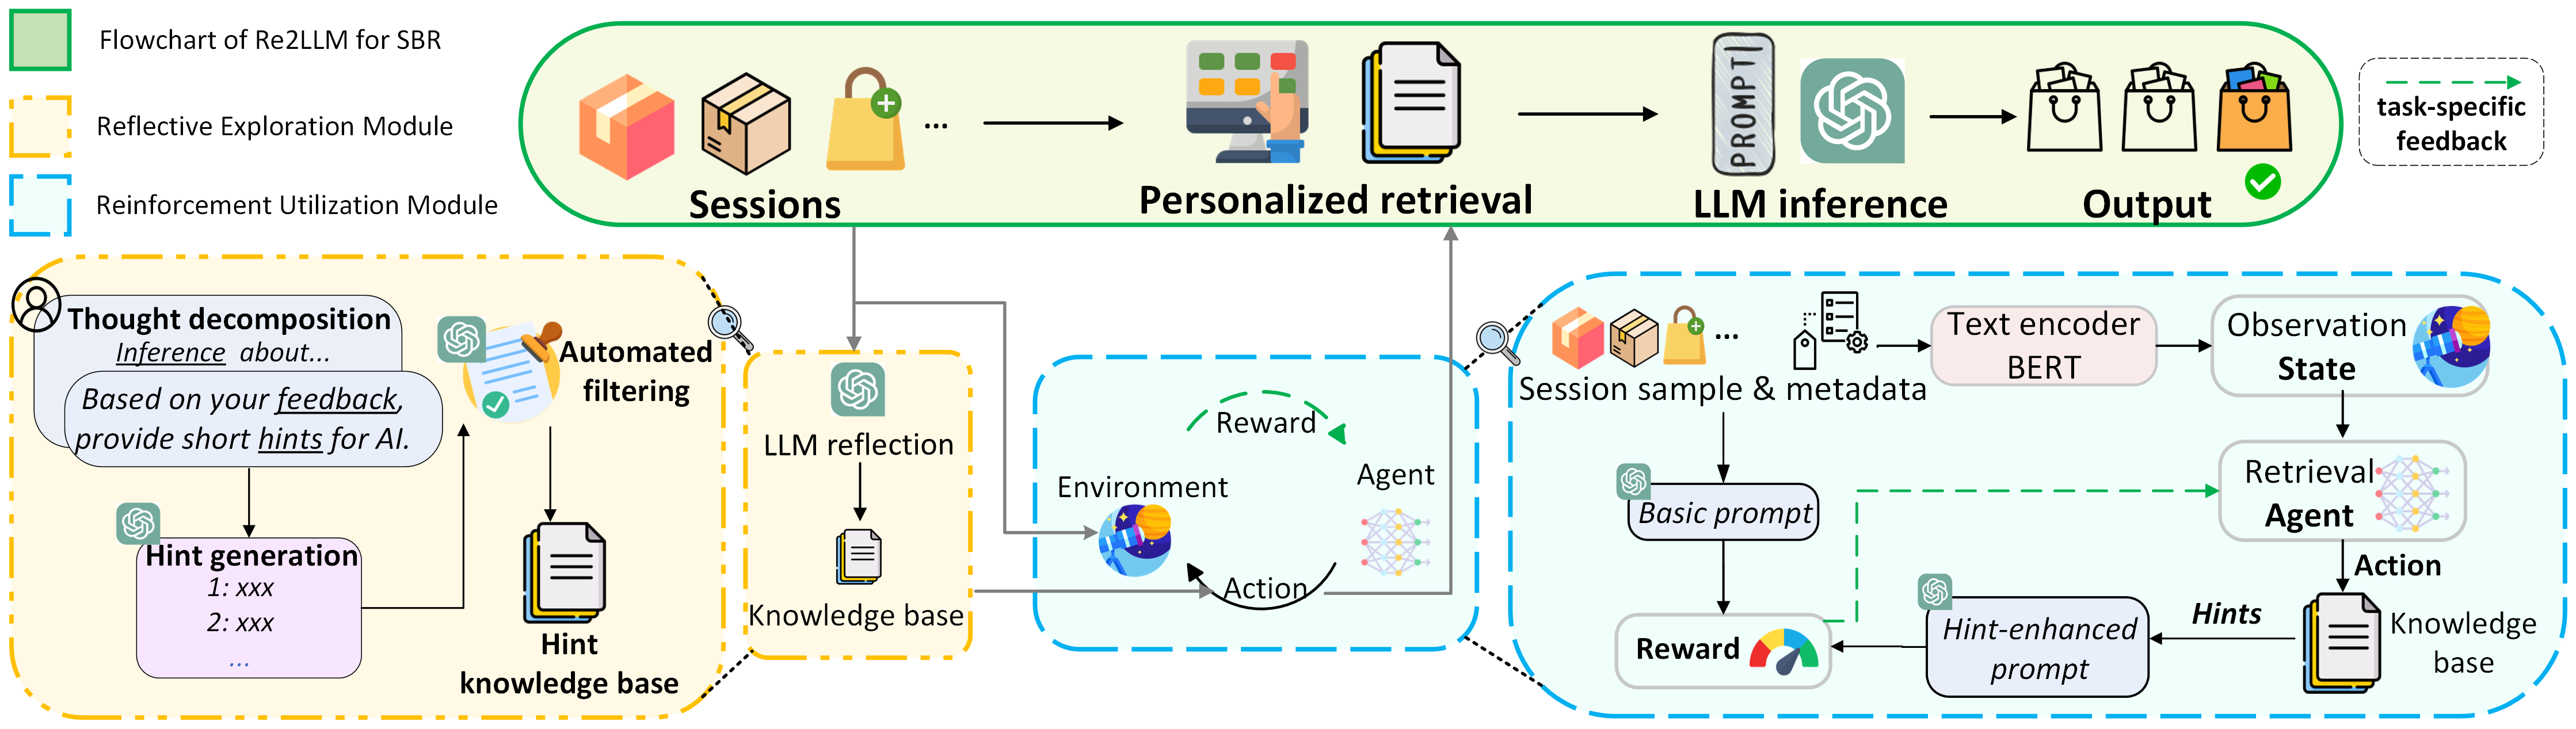 Flowchart of Re2LLM for SBR
Reflective Exploration Module
Reinforcement Utilization Module
Sessions
...
Personalized retrieval
PROMPT
LLM inference
Output
task-specific
feedback
Thought decomposition
Inference about...
Based on your feedback,
provide short hints for AI.
Hint generation
1: xxx
2: xxx
...
Automated
filtering
Hint
knowledge base
LLM reflection
Knowledge base
Reward
Environment
Agent
Action
...
Session sample & metadata
Text encoder
BERT
Observation
State
Retrieval
Agent
Action
Basic prompt
Reward
Hint-enhanced
prompt
Hints
Knowledge
base